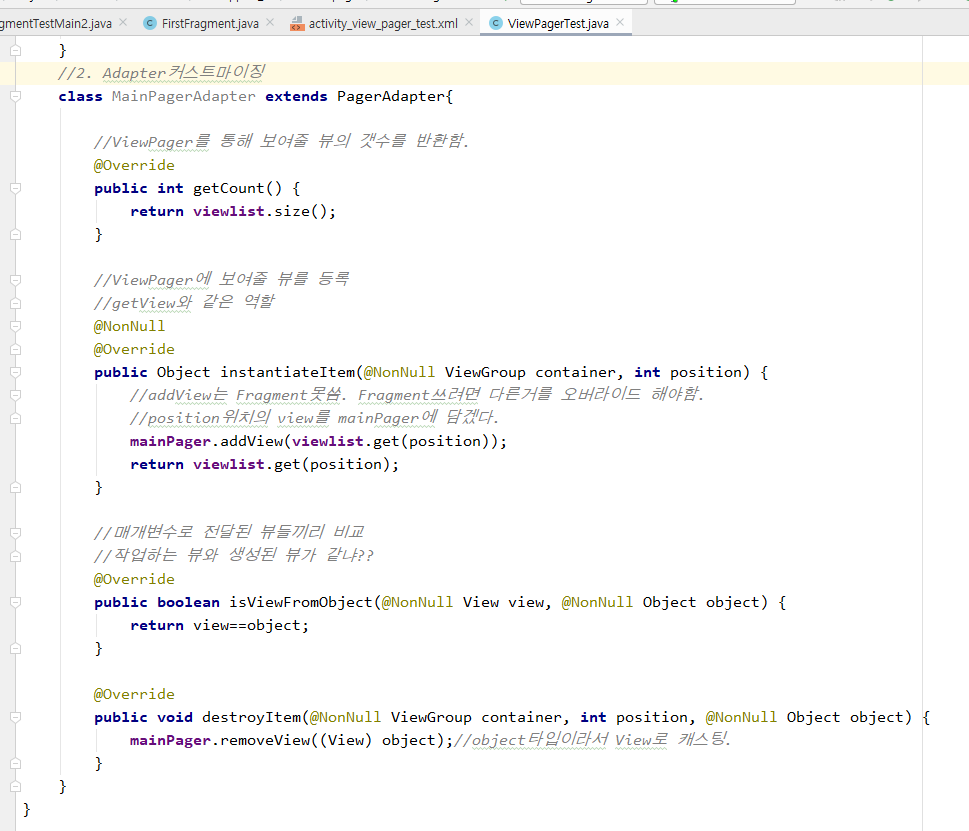 gmentTestMain2.java × FirstFragment.java × activity_view_pager_test.xml × ViewPagerTest.java ×
}
//2. Adapter커스트마이징
class MainPagerAdapter extends PagerAdapter{
//ViewPager를 통해 보여줄 뷰의 갯수를 반환함.
@Override
public int getCount() {
return viewlist.size();
}
//ViewPager에 보여줄 뷰를 등록
//getView와 같은 역할
@NonNull
@Override
public Object instantiateItem(@NonNull ViewGroup container, int position) {
//addView는 Fragment못씀. Fragment쓰려면 다른거를 오버라이드 해야함.
//position위치의 view를 mainPager에 담겠다.
mainPager.addView(viewlist.get(position));
return viewlist.get(position);
}
//매개변수로 전달된 뷰들끼리 비교
//작업하는 뷰와 생성된 뷰가 같냐??
@Override
public boolean isViewFromObject(@NonNull View view, @NonNull Object object) {
return view==object;
}
@Override
public void destroyItem(@NonNull ViewGroup container, int position, @NonNull Object object) {
mainPager.removeView((View) object);//object타입이라서 View로 캐스팅.
}
}
}